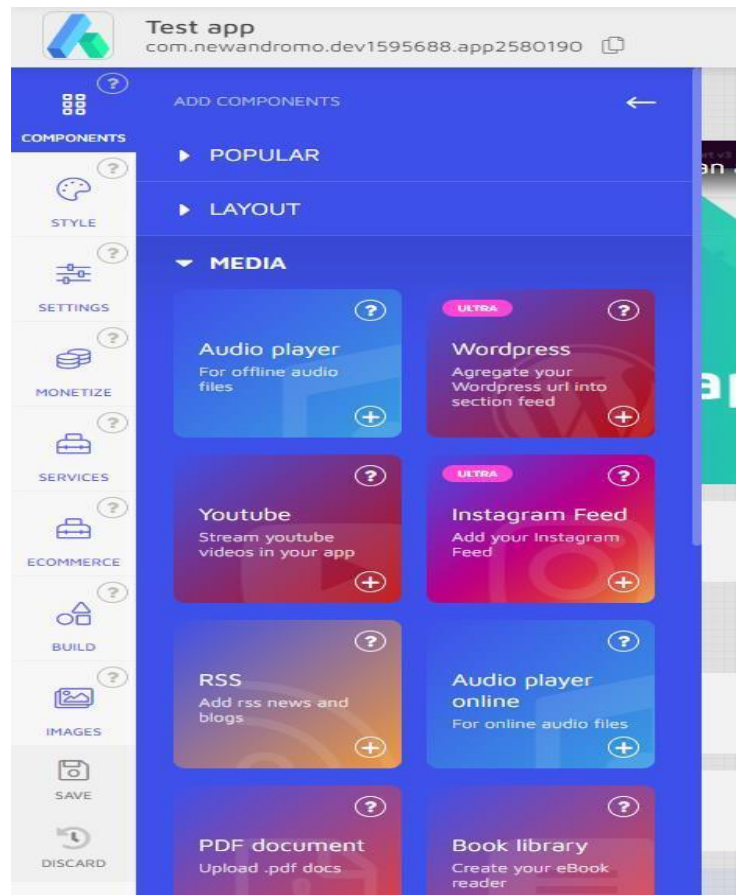 Test app
com.newandromo.dev1595688.app2580190
?
COMPONENTS
?
STYLE
?
SETTINGS
?
MONETIZE
?
SERVICES
?
ECOMMERCE
?
BUILD
?
IMAGES
SAVE
DISCARD
ADD COMPONENTS
POPULAR
LAYOUT
MEDIA
?
Audio player
For offline audio
files
ULTRA
?
Wordpress
Agregate your
Wordpress url into
section feed
?
Youtube
Stream youtube
videos in your app
ULTRA
?
Instagram Feed
Add your Instagram
Feed
?
RSS
Add rss news and
blogs
?
Audio player
online
For online audio files
?
PDF document
Upload .pdf docs
?
Book library
Create your eBook
reader